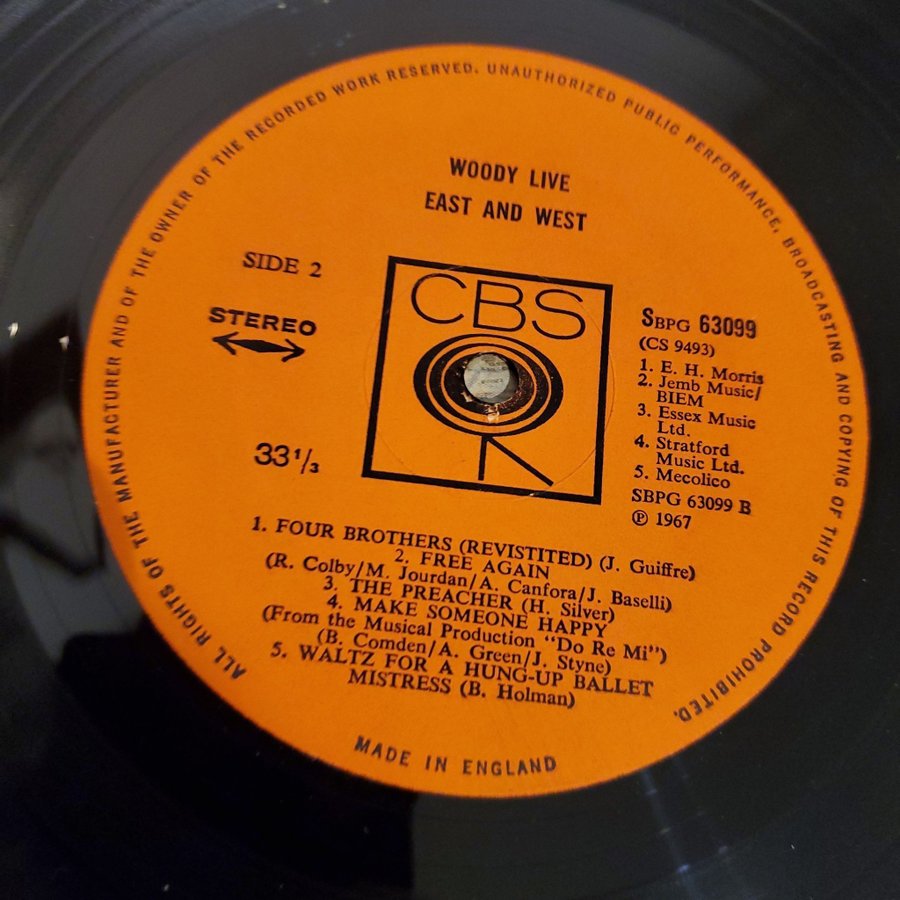 ALL RIGHTS OF THE MANUFACTURER AND OF THE OWNER OF THE RECORDED WORK RESERVED. UNAUTHORIZED PUBLIC PERFORMANCE, BROADCASTING AND COPYING OF THIS RECORD PROHIBITED.
WOODY LIVE
EAST AND WEST
SIDE 2
STEREO
33 1/3
CBS
SBPG 63099
(CS 9493)
1. E. H. Morris
2. Jemb Music/
BIEM
3. Essex Music
Ltd.
4. Stratford
Music Ltd.
5. Mecolico
SBPG 63099 B
℗ 1967
1. FOUR BROTHERS (REVISTITED) (J. Guiffre)
2. FREE AGAIN
(R. Colby/M. Jourdan/A. Canfora/J. Baselli)
3. THE PREACHER (H. Silver)
4. MAKE SOMEONE HAPPY
(From the Musical Production "Do Re Mi")
(B. Comden/A. Green/J. Styne)
5. WALTZ FOR A HUNG-UP BALLET
MISTRESS (B. Holman)
MADE IN ENGLAND